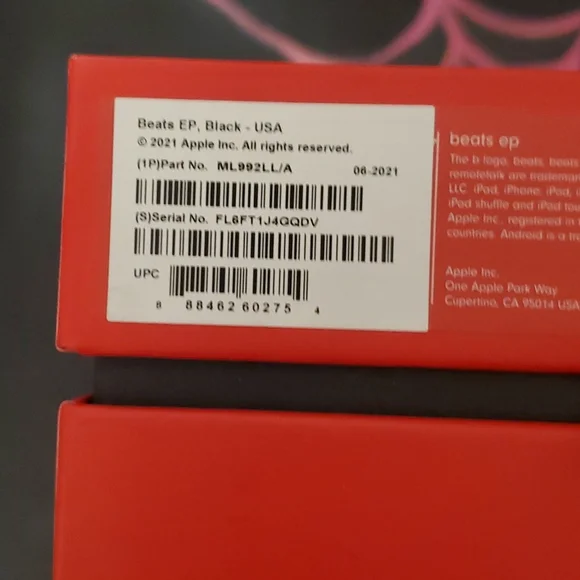 Beats EP, Black - USA
© 2021 Apple Inc. All rights reserved.
(1P)Part No. ML992LL/A 06-2021
(S)Serial No. FL6FT1J4GQDV
UPC
8 88462 60275 4
beats ep
The b logo, beats, beats
remotetalk are trademar
LLC. iPod, iPhone, iPod,
iPod shuffle and iPod tou
Apple Inc., registered in
countries. Android is a tr
Apple Inc.
One Apple Park Way
Cupertino, CA 95014 USA